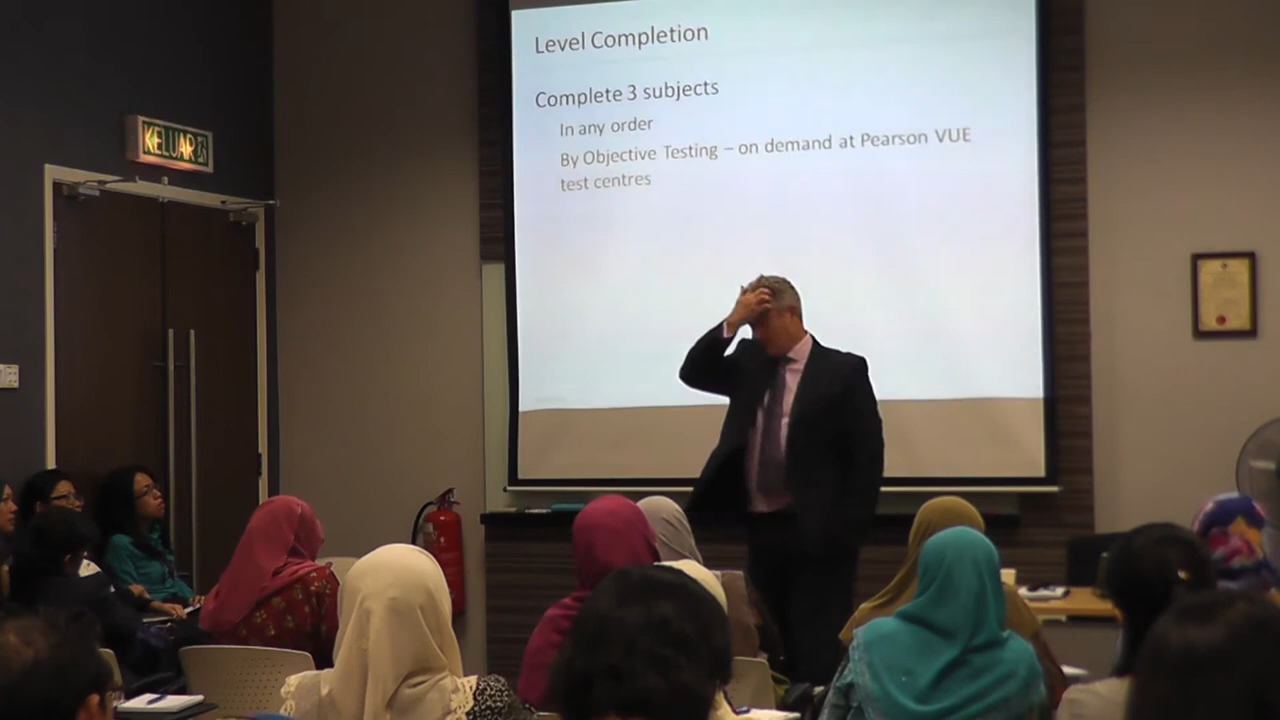 Level Completion
Complete 3 subjects
In any order
By Objective Testing – on demand at Pearson VUE
test centres
KELUAR